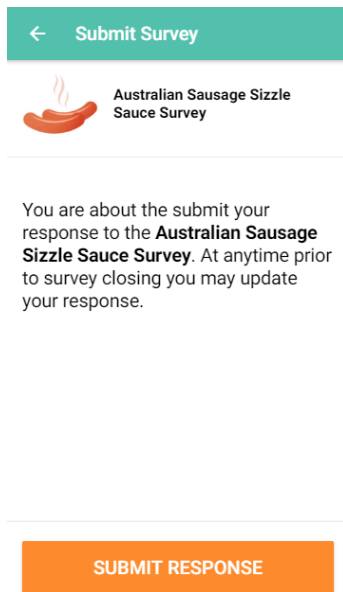 Submit Survey
Australian Sausage Sizzle
Sauce Survey
You are about the submit your
response to the Australian Sausage
Sizzle Sauce Survey. At anytime prior
to survey closing you may update
your response.
SUBMIT RESPONSE